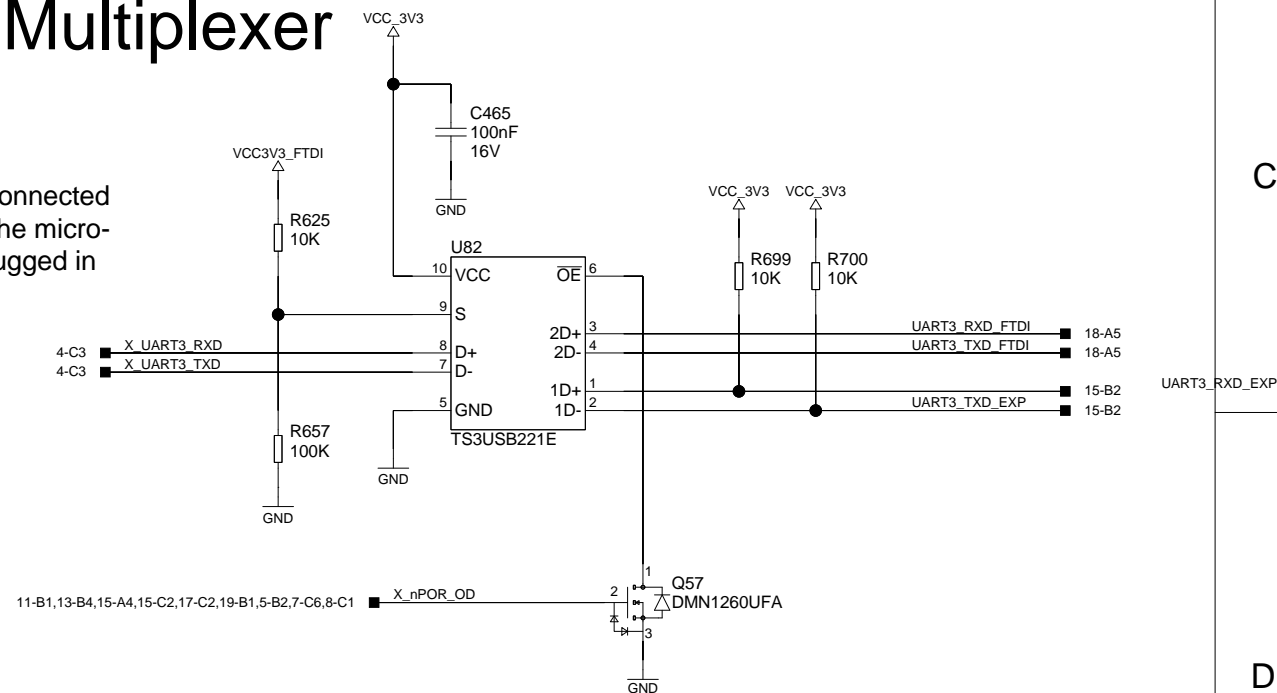 Multiplexer
VCC_3V3
C465
100nF
16V
GND
onnected
he micro-
ugged in
VCC3V3_FTDI
R625
10K
VCC_3V3 VCC_3V3
R699
10K
R700
10K
U82
10 VCC
OE 6
9 S
4-C3 X_UART3_RXD 8 D+
4-C3 X_UART3_TXD 7 D-
5 GND
2D+ 3 UART3_RXD_FTDI 18-A5
2D- 4 UART3_TXD_FTDI 18-A5
1D+ 1 15-B2 UART3_RXD_EXP
1D- 2 UART3_TXD_EXP 15-B2
TS3USB221E
GND
R657
100K
GND
11-B1,13-B4,15-A4,15-C2,17-C2,19-B1,5-B2,7-C6,8-C1 X_nPOR_OD
1
2
3
Q57
DMN1260UFA
GND
C
D